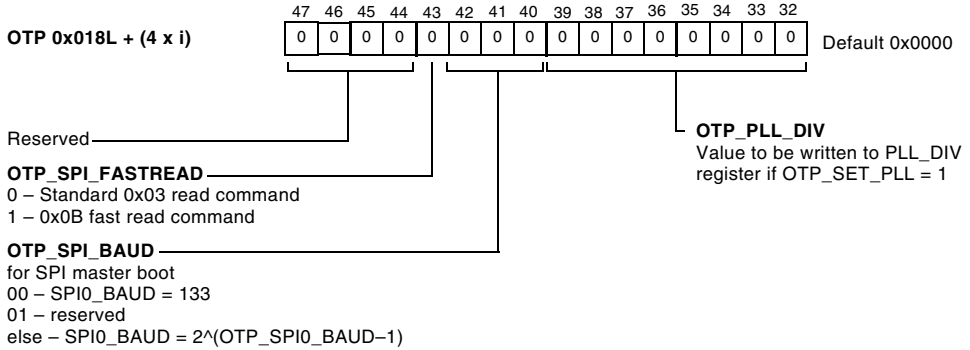 47 46 45 44 43 42 41 40 39 38 37 36 35 34 33 32
OTP 0x018L + (4 x i) 0 0 0 0 0 0 0 0 0 0 0 0 0 0 0 0 Default 0x0000
Reserved
OTP_PLL_DIV
Value to be written to PLL_DIV
register if OTP_SET_PLL = 1
OTP_SPI_FASTREAD
0 – Standard 0x03 read command
1 – 0x0B fast read command
OTP_SPI_BAUD
for SPI master boot
00 – SPI0_BAUD = 133
01 – reserved
else – SPI0_BAUD = 2^(OTP_SPI0_BAUD–1)